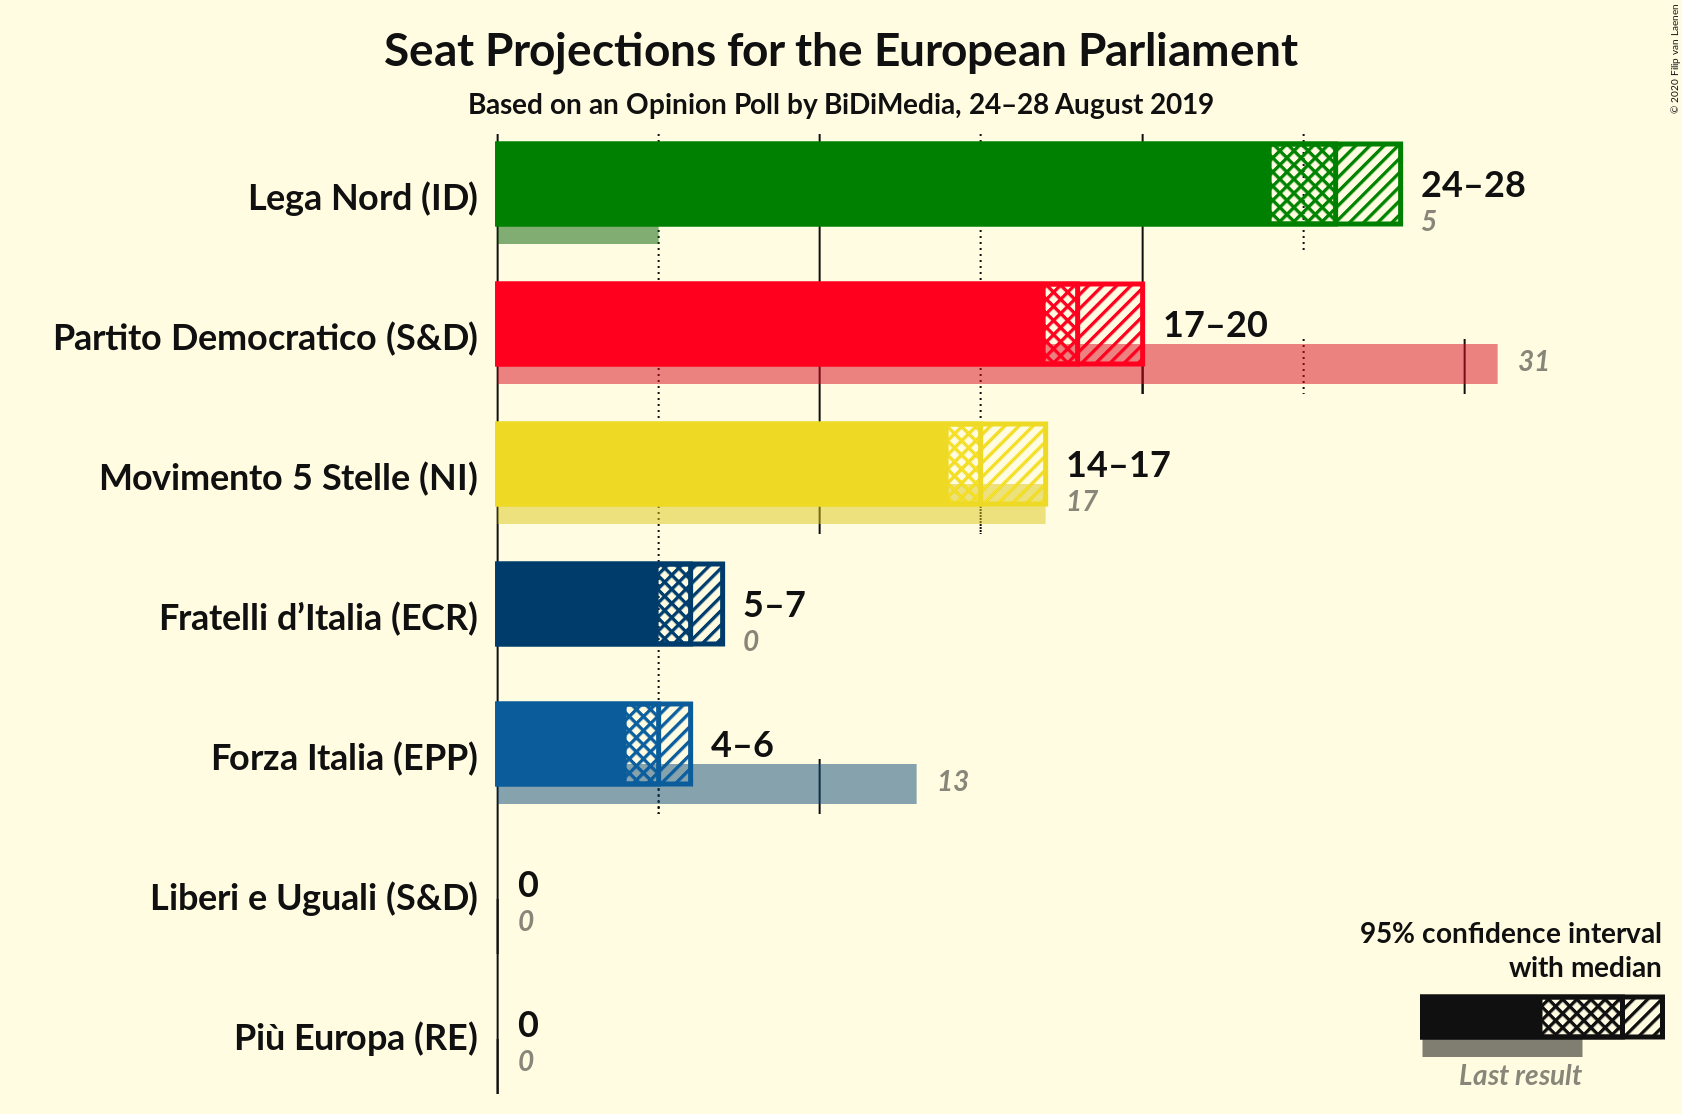 Seat Projections for the European Parliament
Based on an Opinion Poll by BiDiMedia, 24–28 August 2019
© 2020 Filip van Laenen
Lega Nord (ID)
24–28
5
Partito Democratico (S&D)
17–20
31
Movimento 5 Stelle (NI)
14–17
17
Fratelli d’Italia (ECR)
5–7
0
Forza Italia (EPP)
4–6
13
Liberi e Uguali (S&D)
0
0
Più Europa (RE)
0
0
95% confidence interval
with median
Last result